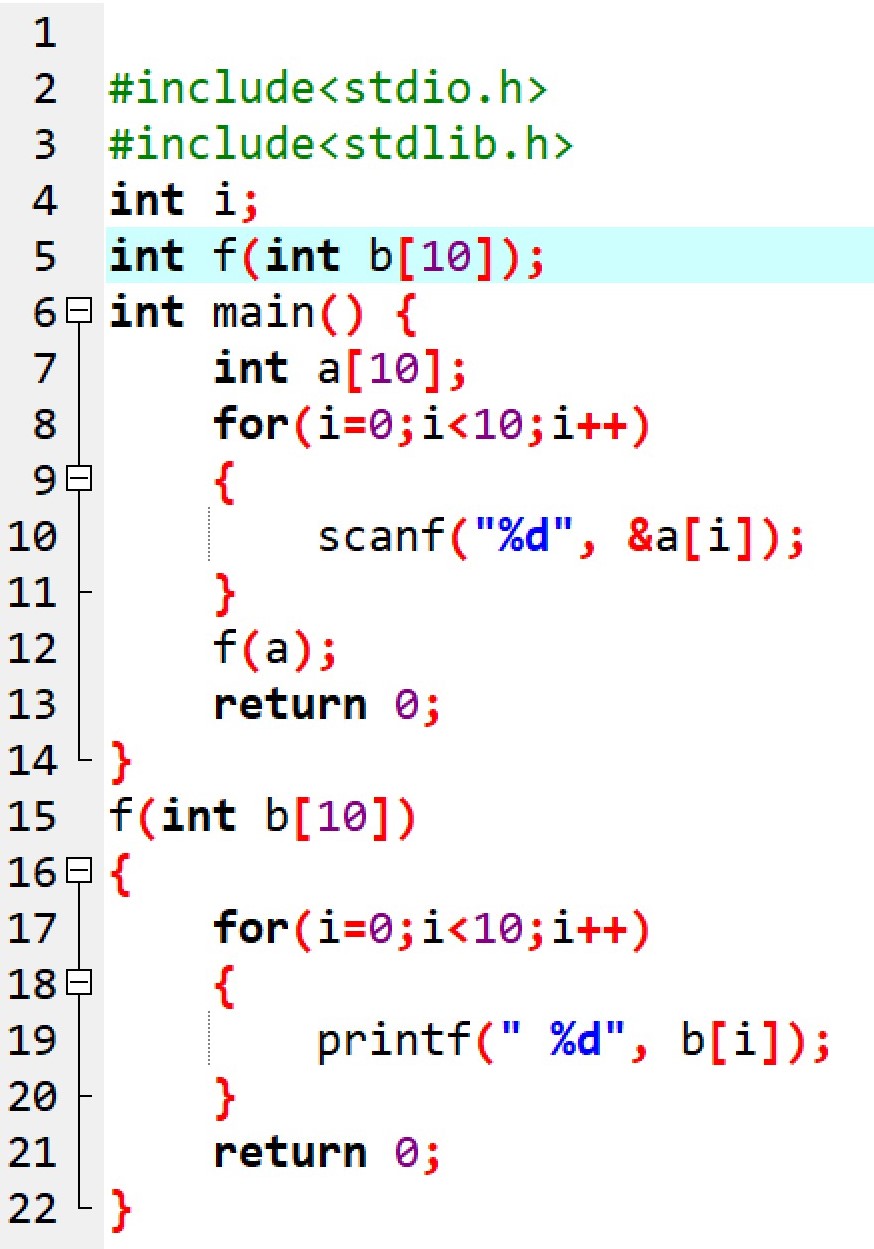 1
2 #include<stdio.h>
3 #include<stdlib.h>
4 int i;
5 int f(int b[10]);
6 int main() {
7     int a[10];
8     for(i=0;i<10;i++)
9     {
10         scanf("%d", &a[i]);
11     }
12     f(a);
13     return 0;
14 }
15 f(int b[10])
16 {
17     for(i=0;i<10;i++)
18     {
19         printf(" %d", b[i]);
20     }
21     return 0;
22 }